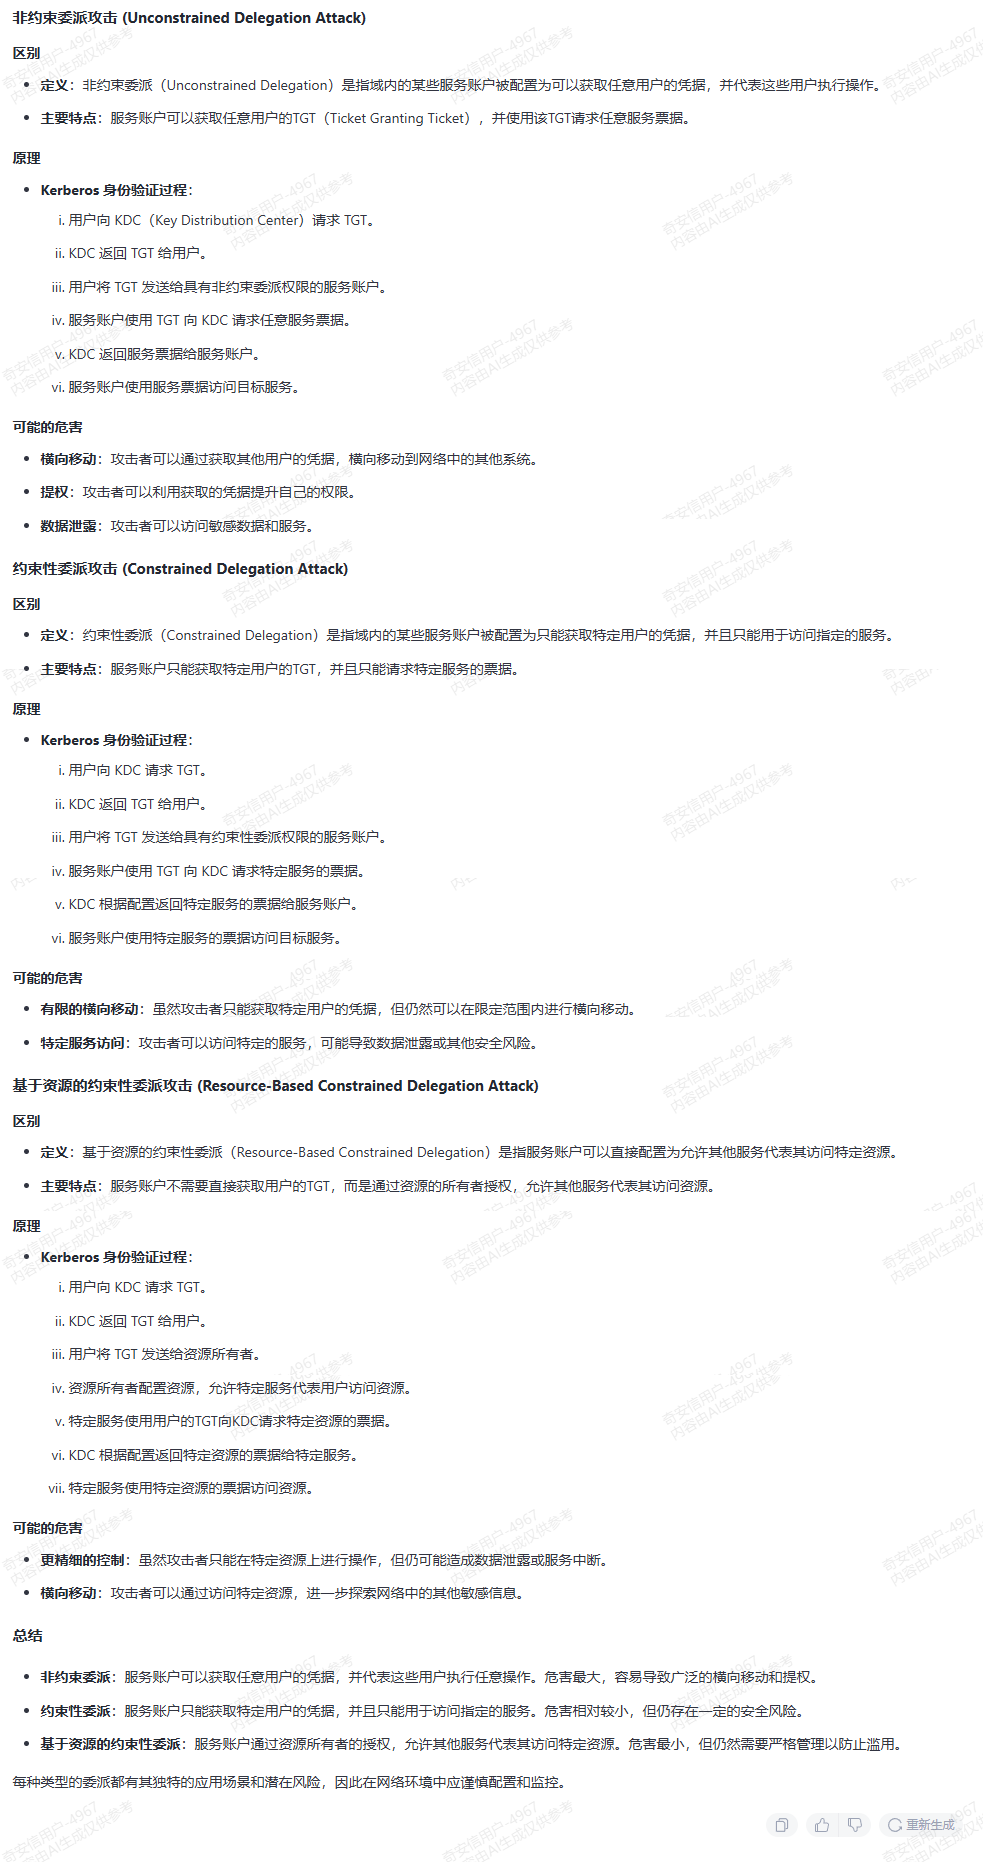 非约束委派攻击 (Unconstrained Delegation Attack)
区别
• 定义：非约束委派（Unconstrained Delegation）是指域内的某些服务账户被配置为可以获取任意用户的凭据，并代表这些用户执行操作。
• 主要特点：服务账户可以获取任意用户的TGT（Ticket Granting Ticket），并使用该TGT请求任意服务票据。
原理
• Kerberos 身份验证过程：
i. 用户向 KDC（Key Distribution Center）请求 TGT。
ii. KDC 返回 TGT 给用户。
iii. 用户将 TGT 发送给具有非约束委派权限的服务账户。
iv. 服务账户使用 TGT 向 KDC 请求任意服务票据。
v. KDC 返回服务票据给服务账户。
vi. 服务账户使用服务票据访问目标服务。
可能的危害
• 横向移动：攻击者可以通过获取其他用户的凭据，横向移动到网络中的其他系统。
• 提权：攻击者可以利用获取的凭据提升自己的权限。
• 数据泄露：攻击者可以访问敏感数据和服务。
约束性委派攻击 (Constrained Delegation Attack)
区别
• 定义：约束性委派（Constrained Delegation）是指域内的某些服务账户被配置为只能获取特定用户的凭据，并且只能用于访问指定的服务。
• 主要特点：服务账户只能获取特定用户的TGT，并且只能请求特定服务的票据。
原理
• Kerberos 身份验证过程：
i. 用户向 KDC 请求 TGT。
ii. KDC 返回 TGT 给用户。
iii. 用户将 TGT 发送给具有约束性委派权限的服务账户。
iv. 服务账户使用 TGT 向 KDC 请求特定服务的票据。
v. KDC 根据配置返回特定服务的票据给服务账户。
vi. 服务账户使用特定服务的票据访问目标服务。
可能的危害
• 有限的横向移动：虽然攻击者只能获取特定用户的凭据，但仍然可以在限定范围内进行横向移动。
• 特定服务访问：攻击者可以访问特定的服务，可能导致数据泄露或其他安全风险。
基于资源的约束性委派攻击 (Resource-Based Constrained Delegation Attack)
区别
• 定义：基于资源的约束性委派（Resource-Based Constrained Delegation）是指服务账户可以直接配置为允许其他服务代表其访问特定资源。
• 主要特点：服务账户不需要直接获取用户的TGT，而是通过资源的所有者授权，允许其他服务代表其访问资源。
原理
• Kerberos 身份验证过程：
i. 用户向 KDC 请求 TGT。
ii. KDC 返回 TGT 给用户。
iii. 用户将 TGT 发送给资源所有者。
iv. 资源所有者配置资源，允许特定服务代表用户访问资源。
v. 特定服务使用用户的TGT向KDC请求特定资源的票据。
vi. KDC 根据配置返回特定资源的票据给特定服务。
vii. 特定服务使用特定资源的票据访问资源。
可能的危害
• 更精细的控制：虽然攻击者只能在特定资源上进行操作，但仍可能造成数据泄露或服务中断。
• 横向移动：攻击者可以通过访问特定资源，进一步探索网络中的其他敏感信息。
总结
• 非约束委派：服务账户可以获取任意用户的凭据，并代表这些用户执行任意操作。危害最大，容易导致广泛的横向移动和提权。
• 约束性委派：服务账户只能获取特定用户的凭据，并且只能用于访问指定的服务。危害相对较小，但仍存在一定的安全风险。
• 基于资源的约束性委派：服务账户通过资源所有者的授权，允许其他服务代表其访问特定资源。危害最小，但仍然需要严格管理以防止滥用。
每种类型的委派都有其独特的应用场景和潜在风险，因此在网络环境中应谨慎配置和监控。
重新生成
奇安信用户-4967
内容由AI生成仅供参考